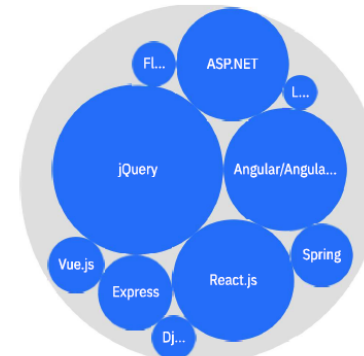 Fl...
ASP.NET
L...
jQuery
Angular/Angula...
Vue.js
Express
React.js
Spring
Dj...